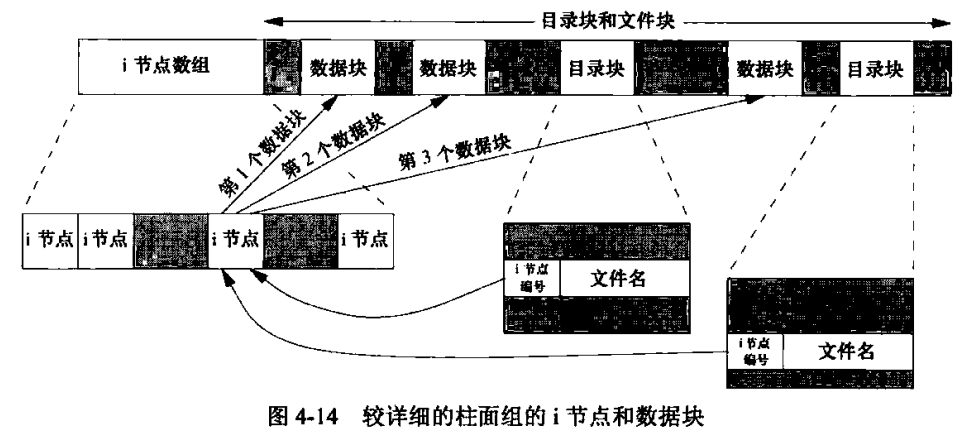 目录块和文件块
i 节点数组
数据块
数据块
目录块
数据块
目录块
第 1 个数据块
第 2 个数据块
第 3 个数据块
i 节点
i 节点
i 节点
i 节点
i 节点
编号
文件名
i 节点
编号
文件名
图 4-14 较详细的柱面组的 i 节点和数据块